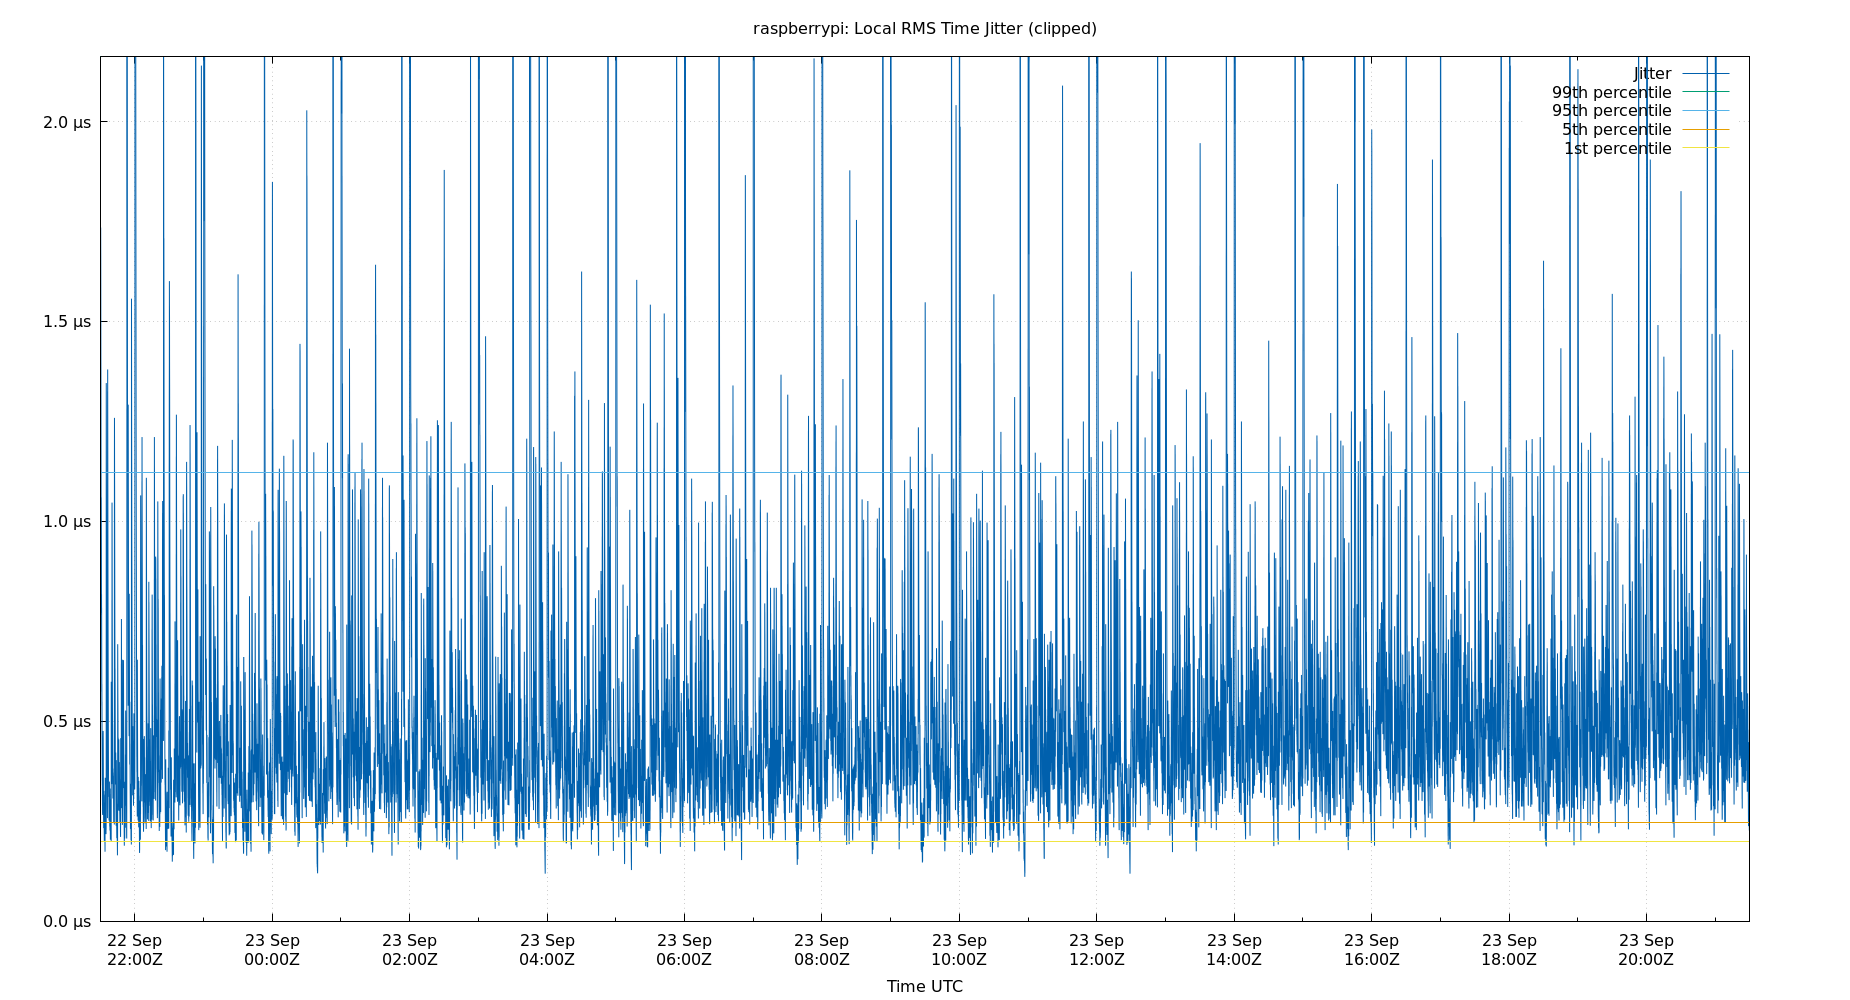 raspberrypi: Local RMS Time Jitter (clipped)
Jitter
99th percentile
95th percentile
5th percentile
1st percentile
2.0 µs
1.5 µs
1.0 µs
0.5 µs
0.0 µs
22 Sep 23 Sep 23 Sep 23 Sep 23 Sep 23 Sep 23 Sep 23 Sep 23 Sep 23 Sep 23 Sep 23 Sep
22:00Z 00:00Z 02:00Z 04:00Z 06:00Z 08:00Z 10:00Z 12:00Z 14:00Z 16:00Z 18:00Z 20:00Z
Time UTC